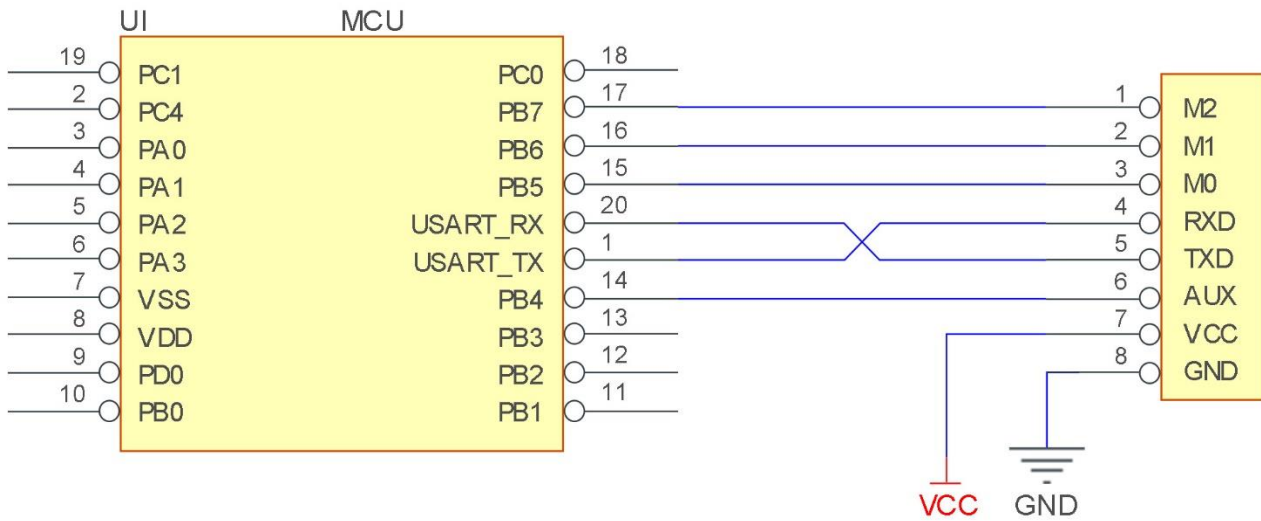 UI MCU
19 PC1 PC0 18
2 PC4 PB7 17 1 M2
3 PA0 PB6 16 2 M1
4 PA1 PB5 15 3 M0
5 PA2 USART_RX 20 4 RXD
6 PA3 USART_TX 1 5 TXD
7 VSS PB4 14 6 AUX
8 VDD PB3 13 7 VCC
9 PD0 PB2 12 8 GND
10 PB0 PB1 11
VCC GND